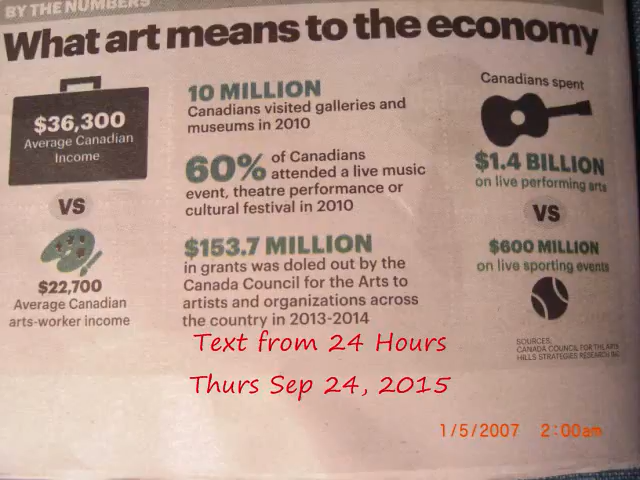 BY THE NUMBERS
What art means to the economy
$36,300
Average Canadian
Income
VS
$22,700
Average Canadian
arts-worker income
10 MILLION
Canadians visited galleries and
museums in 2010
60% of Canadians
attended a live music
event, theatre performance or
cultural festival in 2010
$153.7 MILLION
in grants was doled out by the
Canada Council for the Arts to
artists and organizations across
the country in 2013-2014
Canadians spent
$1.4 BILLION
on live performing arts
VS
$600 MILLION
on live sporting events
SOURCES:
CANADA COUNCIL FOR THE ARTS
HILLS STRATEGIES RESEARCH INC
Text from 24 Hours
Thurs Sep 24, 2015
1/5/2007 2:00am